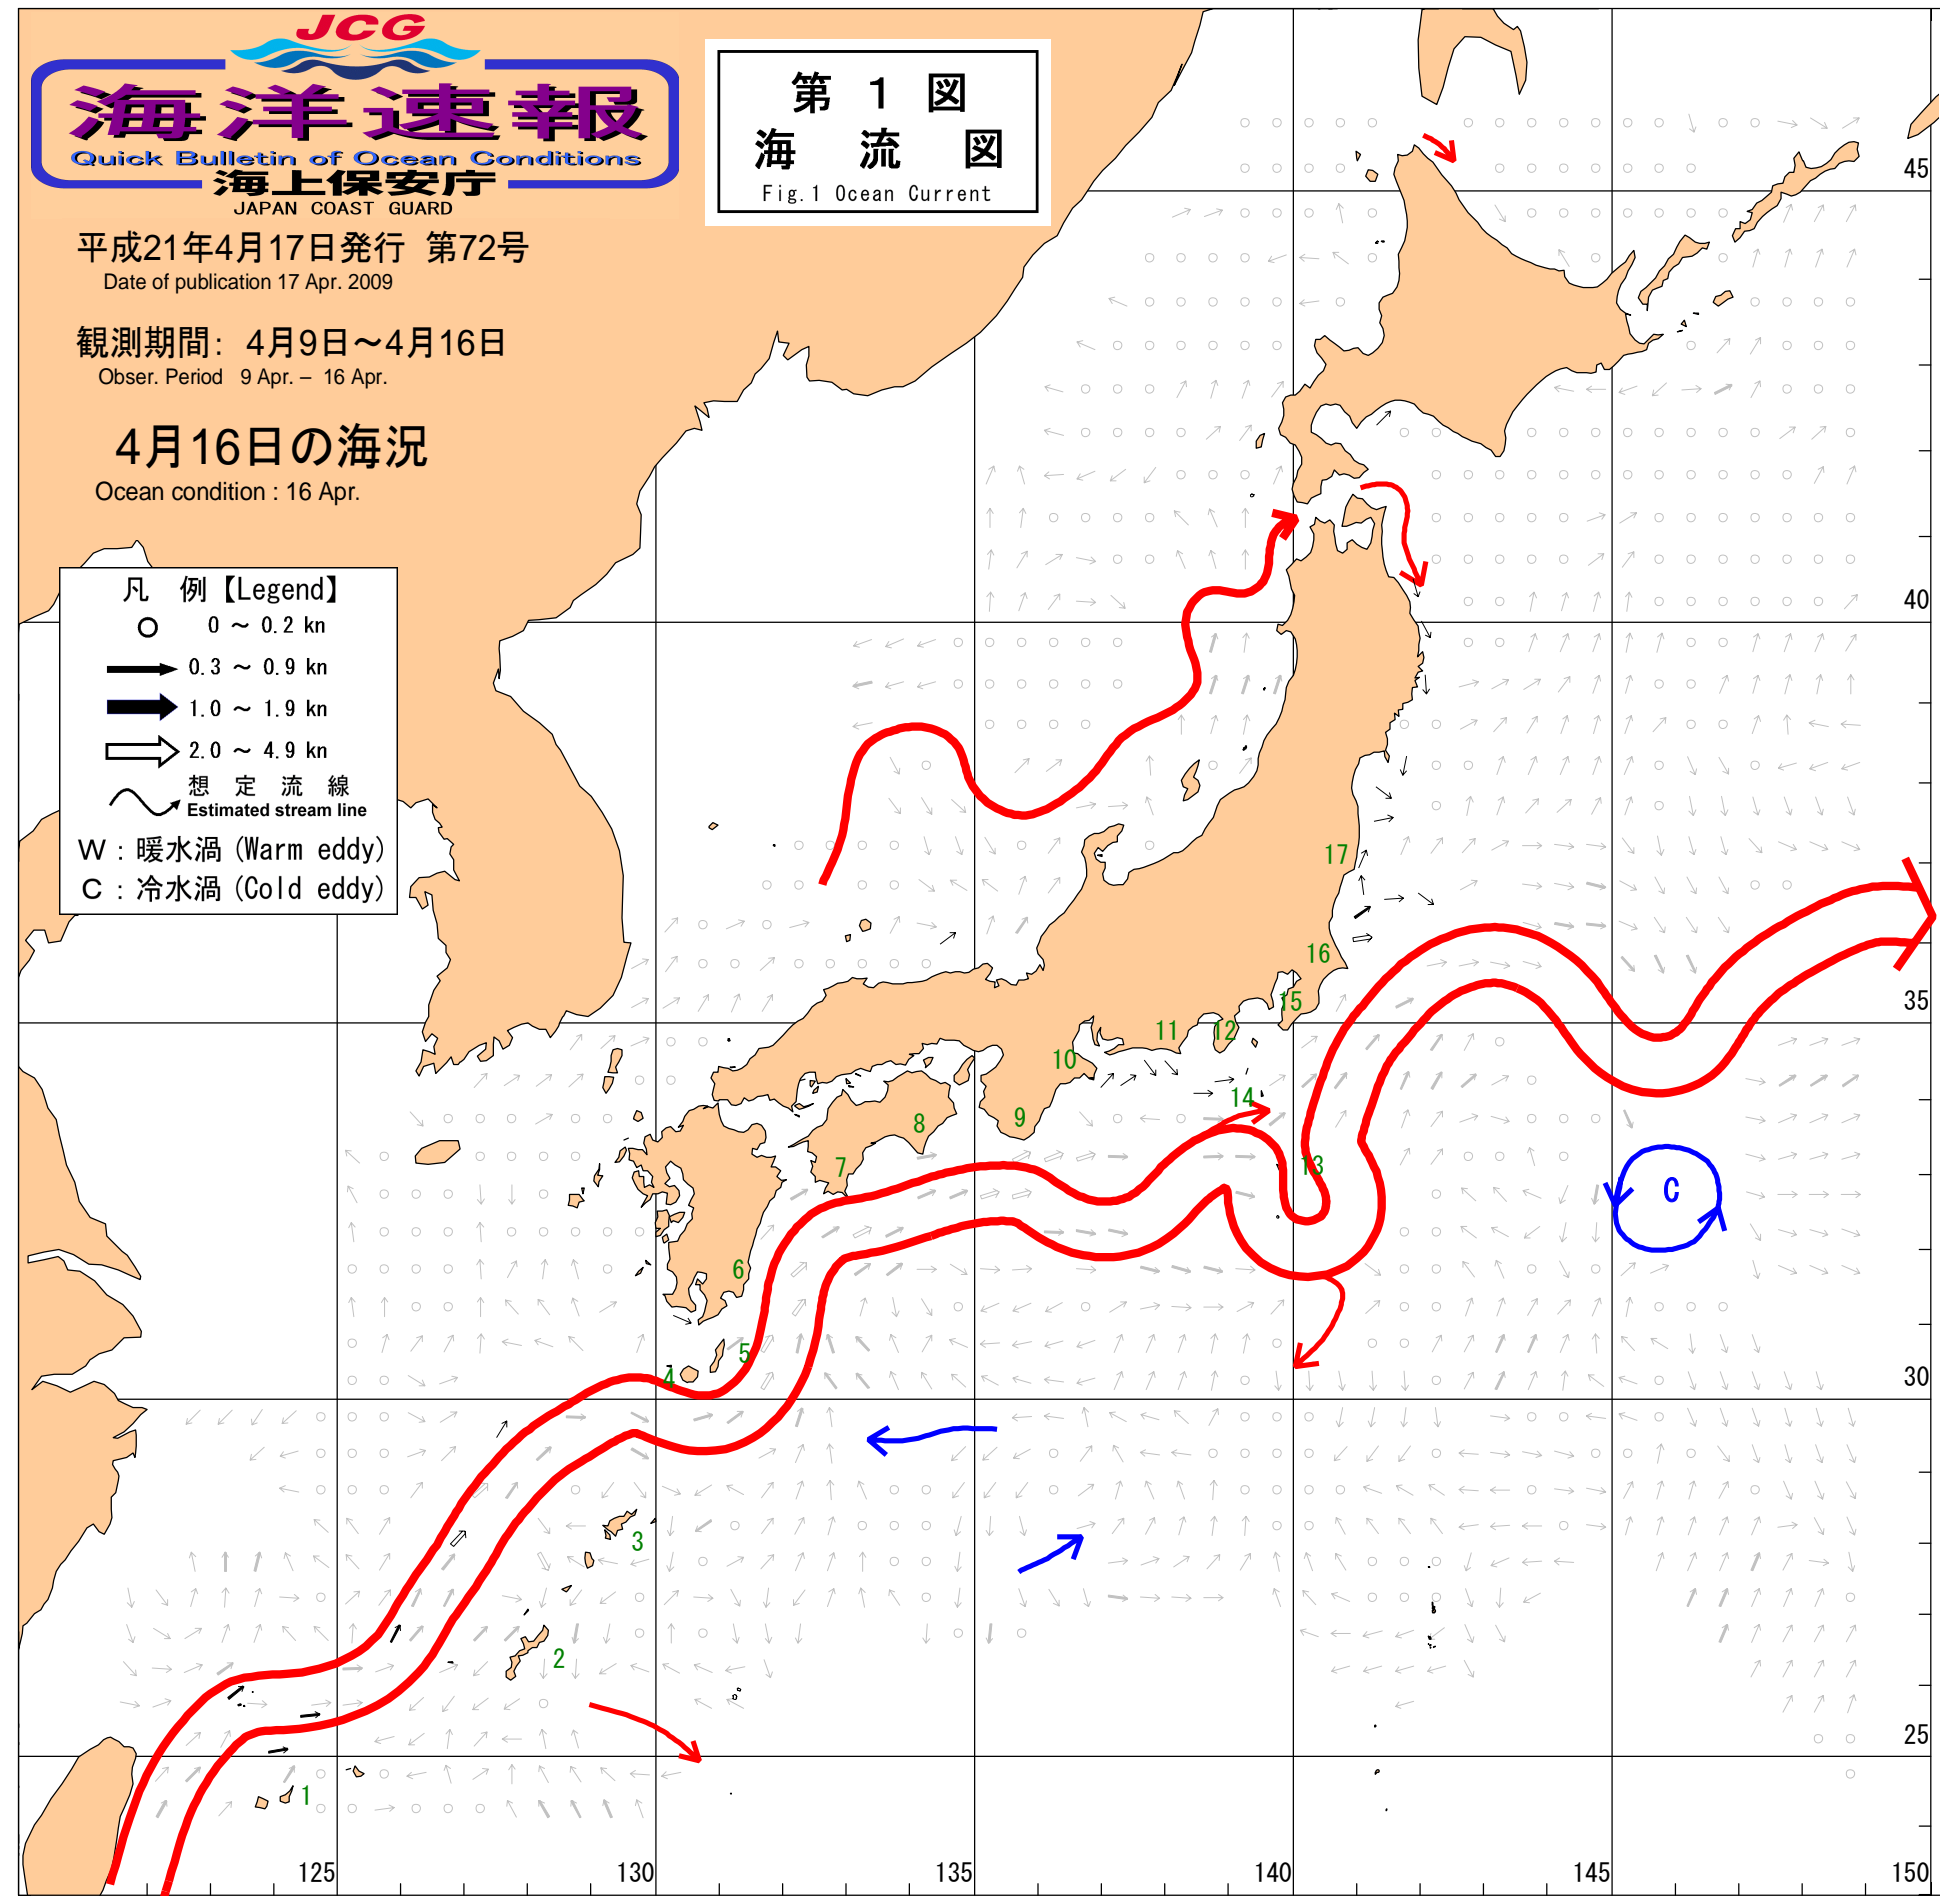 JCG
海洋速報
Quick Bulletin of Ocean Conditions
海上保安庁
JAPAN COAST GUARD
第 1 図
海 流 図
Fig.1 Ocean Current
平成21年4月17日発行 第72号
Date of publication 17 Apr. 2009
観測期間: 4月9日～4月16日
Obser. Period 9 Apr. – 16 Apr.
4月16日の海況
Ocean condition : 16 Apr.
凡 例【Legend】
0 ～ 0.2 kn
0.3 ～ 0.9 kn
1.0 ～ 1.9 kn
2.0 ～ 4.9 kn
想 定 流 線
Estimated stream line
W : 暖水渦 (Warm eddy)
C : 冷水渦 (Cold eddy)
45
40
17
16
15
35
11
12
10
14
9
8
7
13
C
6
5
4
30
3
2
25
1
125
130
135
140
145
150